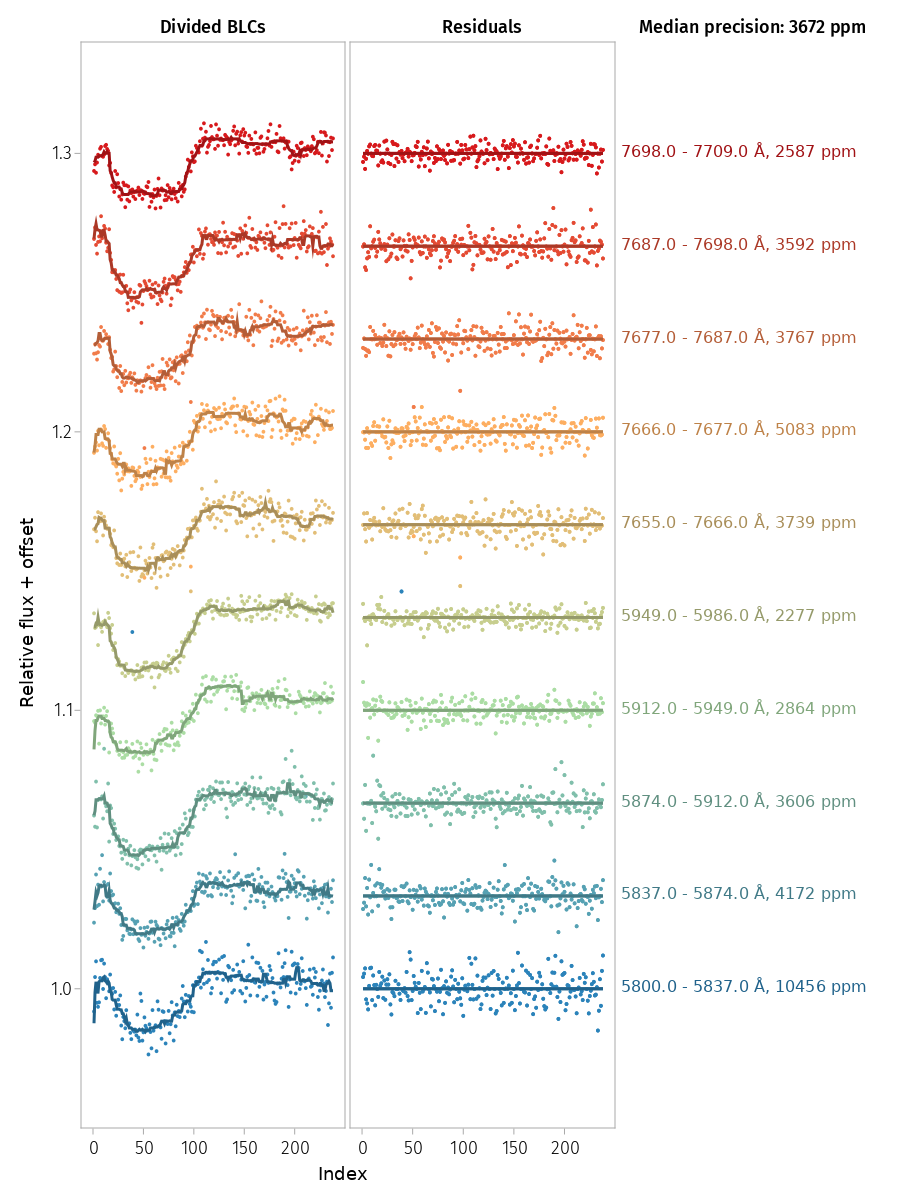 Divided BLCs
Residuals
Median precision: 3672 ppm
Relative flux + offset
1.3
1.2
1.1
1.0
7698.0 - 7709.0 Å, 2587 ppm
7687.0 - 7698.0 Å, 3592 ppm
7677.0 - 7687.0 Å, 3767 ppm
7666.0 - 7677.0 Å, 5083 ppm
7655.0 - 7666.0 Å, 3739 ppm
5949.0 - 5986.0 Å, 2277 ppm
5912.0 - 5949.0 Å, 2864 ppm
5874.0 - 5912.0 Å, 3606 ppm
5837.0 - 5874.0 Å, 4172 ppm
5800.0 - 5837.0 Å, 10456 ppm
0 50 100 150 200
0 50 100 150 200
Index